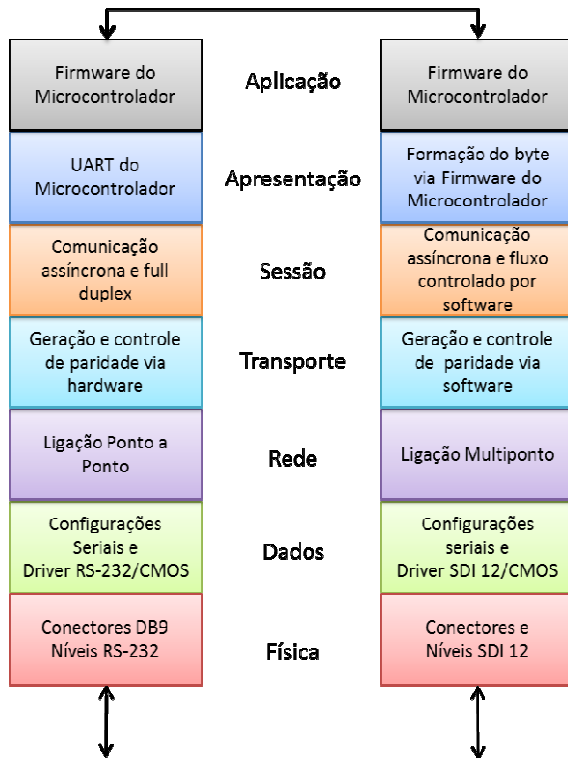 Firmware do
Microcontrolador
Aplicação
Firmware do
Microcontrolador
UART do
Microcontrolador
Apresentação
Formação do byte
via Firmware do
Microcontrolador
Comunicação
assíncrona e full
duplex
Sessão
Comunicação
assíncrona e fluxo
controlado por
software
Geração e controle
de paridade via
hardware
Transporte
Geração e controle
de paridade via
software
Ligação Ponto a
Ponto
Rede
Ligação Multiponto
Configurações
Seriais e
Driver RS-232/CMOS
Dados
Configurações
seriais e
Driver SDI 12/CMOS
Conectores DB9
Níveis RS-232
Física
Conectores e
Níveis SDI 12